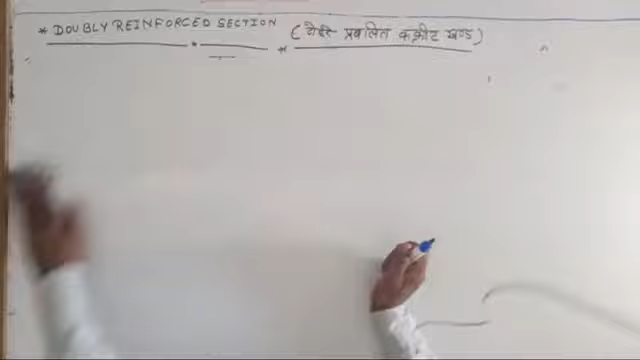 * DOUBLY REINFORCED SECTION (दोहरे प्रबलित कंक्रीट खण्ड)